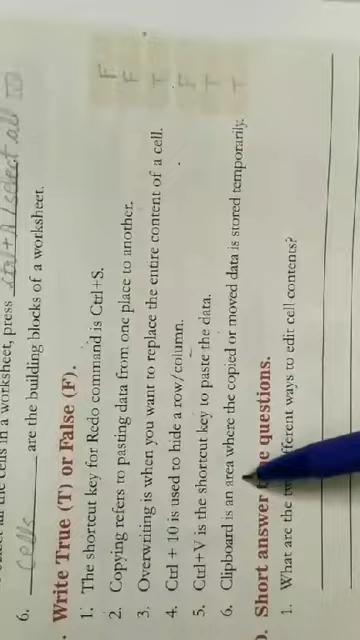 all the cells in a worksheet, press ctrl+A / select all
6. cells are the building blocks of a worksheet.
Write True (T) or False (F).
1. The shortcut key for Redo command is Ctrl+S. F
2. Copying refers to pasting data from one place to another. F
3. Overwriting is when you want to replace the entire content of a cell. T
4. Ctrl + 10 is used to hide a row/column. F
5. Ctrl+V is the shortcut key to paste the data. T
6. Clipboard is an area where the copied or moved data is stored temporarily. T
Short answer questions.
1. What are the different ways to edit cell contents?